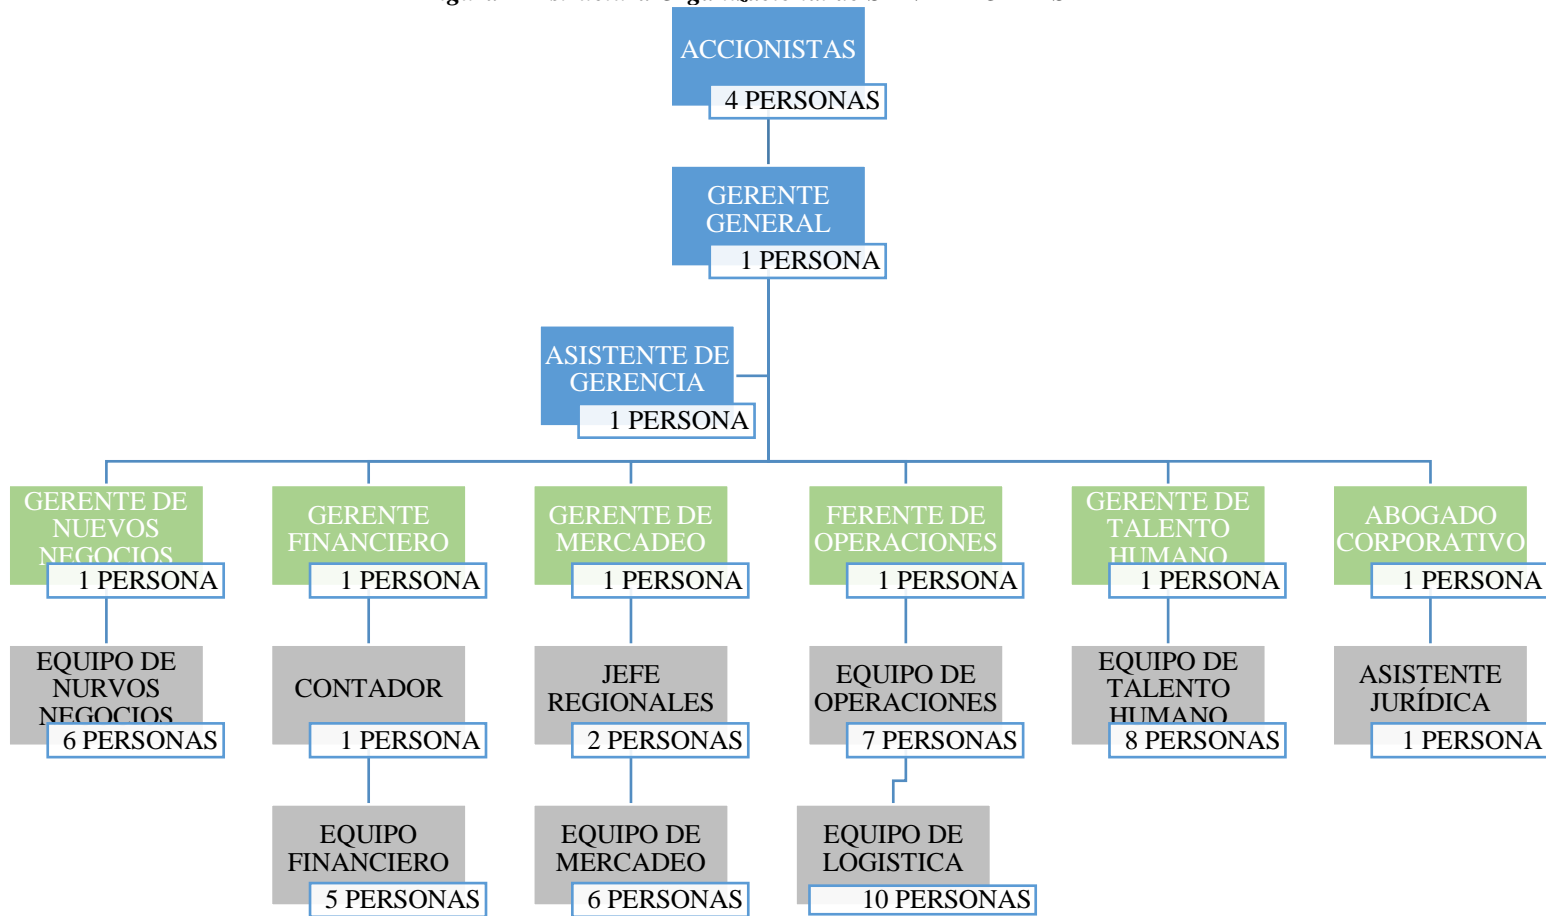 ACCIONISTAS
4 PERSONAS
GERENTE
GENERAL
1 PERSONA
ASISTENTE DE
GERENCIA
1 PERSONA
GERENTE DE
NUEVOS
NEGOCIOS
1 PERSONA
GERENTE
FINANCIERO
1 PERSONA
GERENTE DE
MERCADEO
1 PERSONA
FERENTE DE
OPERACIONES
1 PERSONA
GERENTE DE
TALENTO
HUMANO
1 PERSONA
ABOGADO
CORPORATIVO
1 PERSONA
EQUIPO DE
NURVOS
NEGOCIOS
6 PERSONAS
CONTADOR
1 PERSONA
JEFE
REGIONALES
2 PERSONAS
EQUIPO DE
OPERACIONES
7 PERSONAS
EQUIPO DE
TALENTO
HUMANO
8 PERSONAS
ASISTENTE
JURÍDICA
1 PERSONA
EQUIPO
FINANCIERO
5 PERSONAS
EQUIPO DE
MERCADEO
6 PERSONAS
EQUIPO DE
LOGISTICA
10 PERSONAS